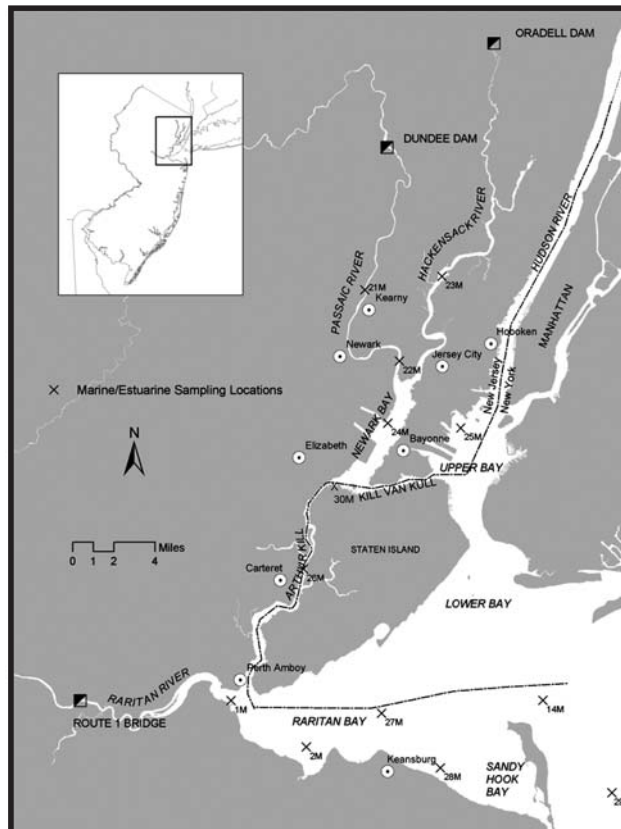 ORADELL DAM
DUNDEE DAM
HACKENSACK RIVER
HUDSON RIVER
PASSAIC RIVER
21M
23M
Kearny
MANHATTAN
Newark
Hoboken
22M
Jersey City
New Jersey
New York
× Marine/Estuarine Sampling Locations
NEWARK BAY
24M
25M
Bayonne
N
Elizabeth
UPPER BAY
30M
KILL VAN KULL
0 1 2 4 Miles
ARTHUR KILL
STATEN ISLAND
Carteret
26M
LOWER BAY
Perth Amboy
RARITAN RIVER
1M
ROUTE 1 BRIDGE
RARITAN BAY
27M
14M
2M
Keansburg
28M
SANDY
HOOK
BAY